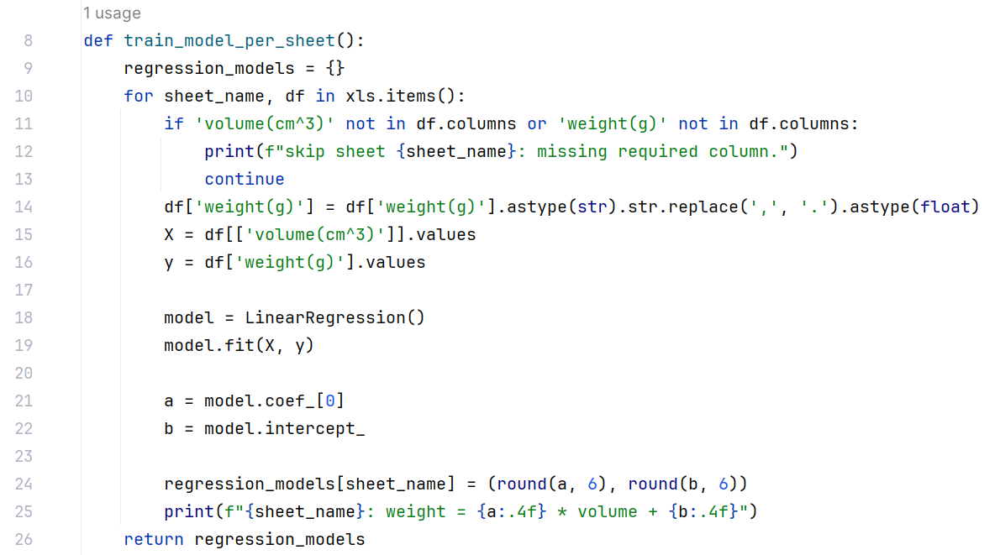 1 usage
8 def train_model_per_sheet():
9     regression_models = {}
10     for sheet_name, df in xls.items():
11         if 'volume(cm^3)' not in df.columns or 'weight(g)' not in df.columns:
12             print(f"skip sheet {sheet_name}: missing required column.")
13             continue
14         df['weight(g)'] = df['weight(g)'].astype(str).str.replace(',', '.').astype(float)
15         X = df[['volume(cm^3)']].values
16         y = df['weight(g)'].values
17
18         model = LinearRegression()
19         model.fit(X, y)
20
21         a = model.coef_[0]
22         b = model.intercept_
23
24         regression_models[sheet_name] = (round(a, 6), round(b, 6))
25         print(f"{sheet_name}: weight = {a:.4f} * volume + {b:.4f}")
26     return regression_models